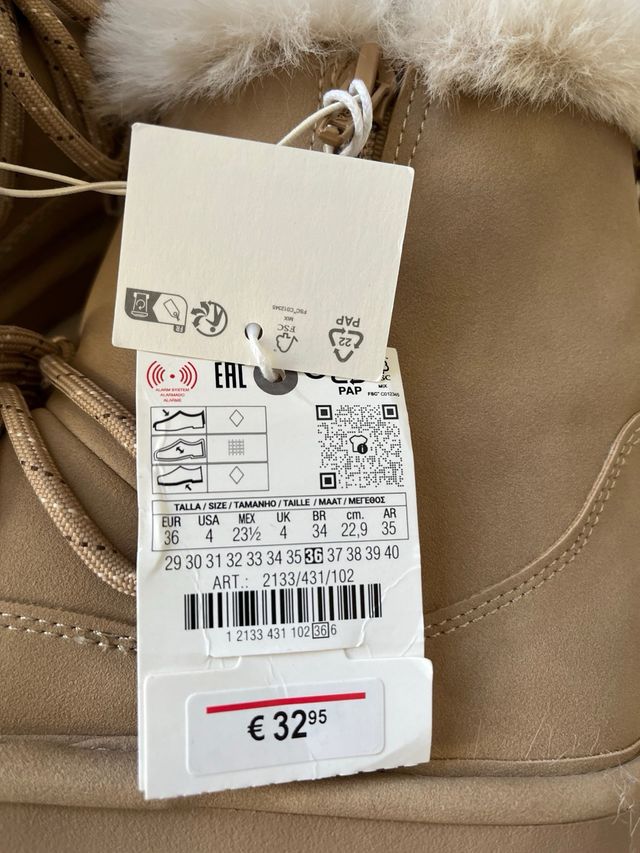 FR
FSC
MIX
FSC® C012345
22
PAP
ALARM SYSTEM
ALARMADO
ALARME
EAC
PAP
MIX
FSC® C012345
TALLA / SIZE / TAMANHO / TAILLE / MAAT / ΜΕΓΕΘΟΣ
EUR USA MEX UK BR cm. AR
36 4 23½ 4 34 22,9 35
29 30 31 32 33 34 35 36 37 38 39 40
ART.: 2133/431/102
1 2133 431 102 36 6
€ 32⁹⁵